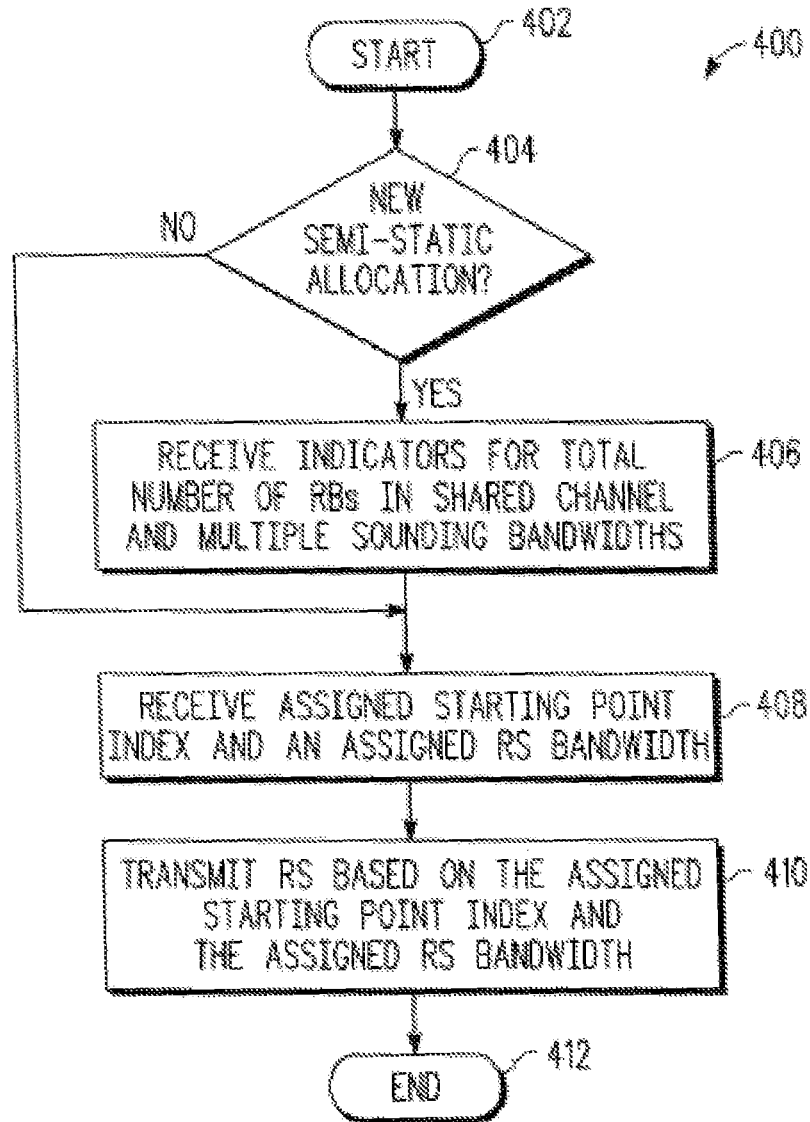 START
402
400
404
NEW
SEMI-STATIC
ALLOCATION?
NO
YES
RECEIVE INDICATORS FOR TOTAL
NUMBER OF RBs IN SHARED CHANNEL
AND MULTIPLE SOUNDING BANDWIDTHS
406
RECEIVE ASSIGNED STARTING POINT
INDEX AND AN ASSIGNED RS BANDWIDTH
408
TRANSMIT RS BASED ON THE ASSIGNED
STARTING POINT INDEX AND
THE ASSIGNED RS BANDWIDTH
410
END
412